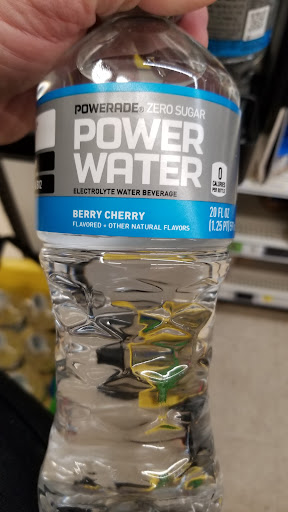 POWERADE® ZERO SUGAR
POWER
WATER
ELECTROLYTE WATER BEVERAGE
0
CALORIES
PER BOTTLE
BERRY CHERRY
FLAVORED + OTHER NATURAL FLAVORS
20 FL OZ
(1.25 PT)